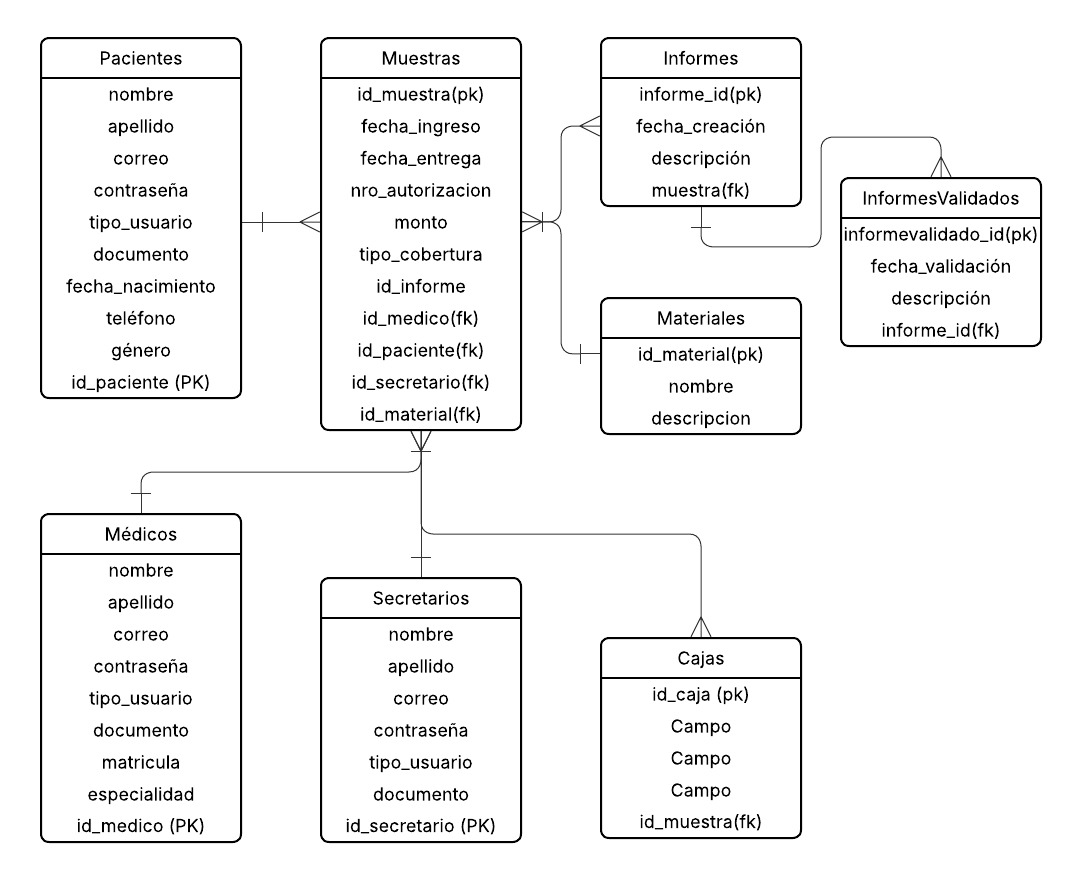 Pacientes
nombre
apellido
correo
contraseña
tipo_usuario
documento
fecha_nacimiento
teléfono
género
id_paciente (PK)
Muestras
id_muestra(pk)
fecha_ingreso
fecha_entrega
nro_autorizacion
monto
tipo_cobertura
id_informe
id_medico(fk)
id_paciente(fk)
id_secretario(fk)
id_material(fk)
Informes
informe_id(pk)
fecha_creación
descripción
muestra(fk)
InformesValidados
informevalidado_id(pk)
fecha_validación
descripción
informe_id(fk)
Materiales
id_material(pk)
nombre
descripcion
Médicos
nombre
apellido
correo
contraseña
tipo_usuario
documento
matricula
especialidad
id_medico (PK)
Secretarios
nombre
apellido
correo
contraseña
tipo_usuario
documento
id_secretario (PK)
Cajas
id_caja (pk)
Campo
Campo
Campo
id_muestra(fk)